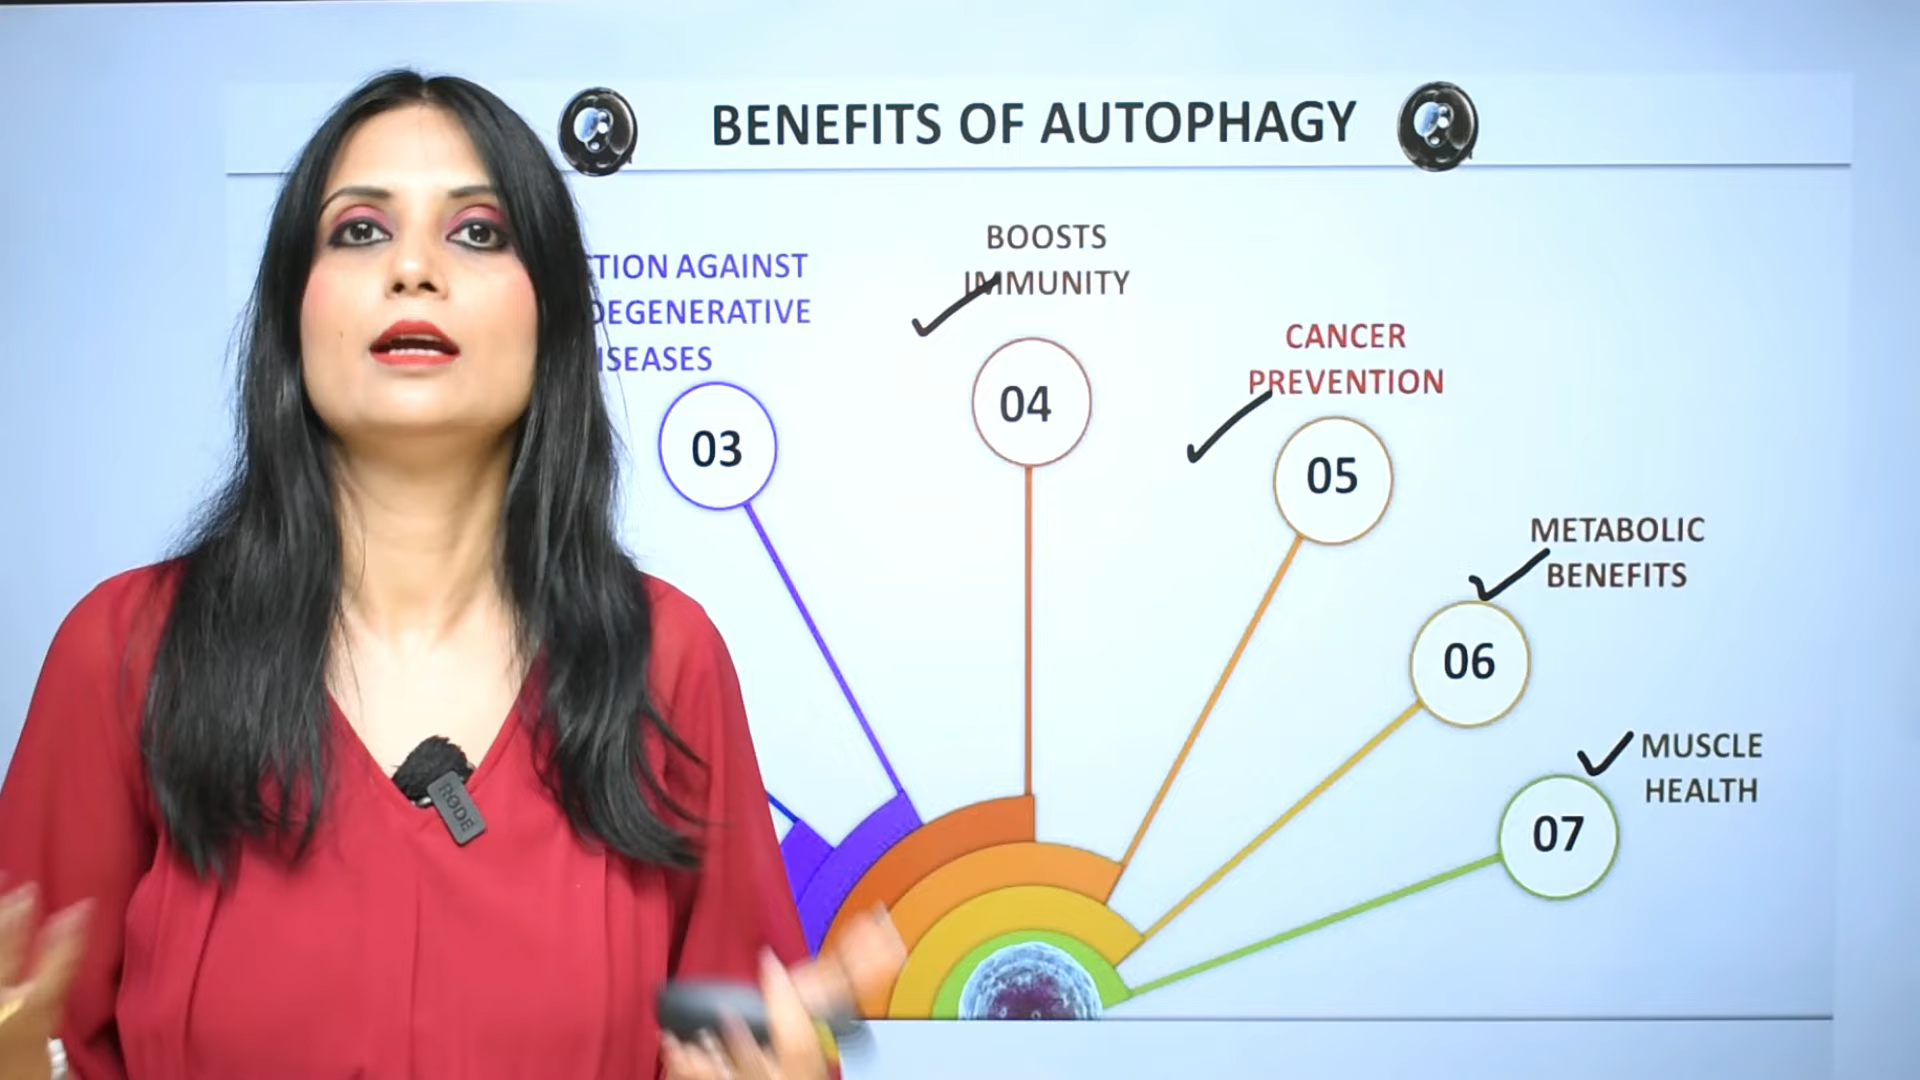 BENEFITS OF AUTOPHAGY
TION AGAINST
DEGENERATIVE
ISEASES
03
BOOSTS
IMMUNITY
04
CANCER
PREVENTION
05
METABOLIC
BENEFITS
06
MUSCLE
HEALTH
07
RØDE